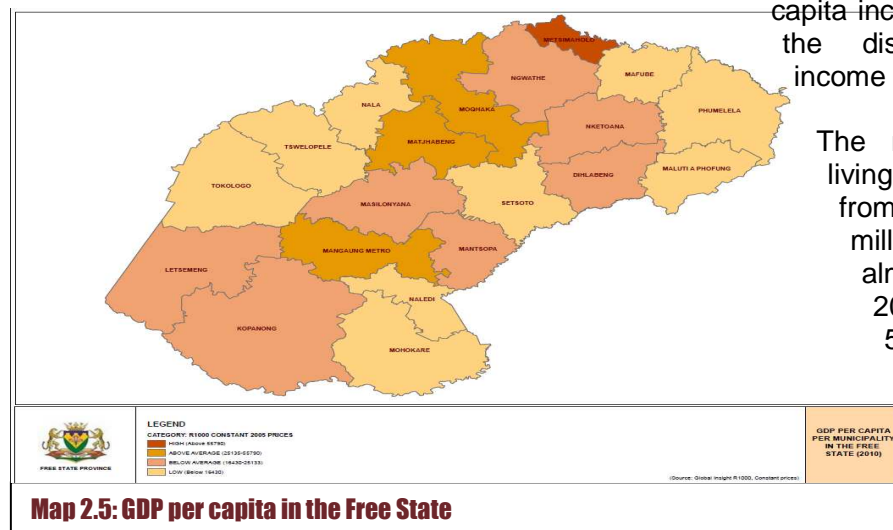 capita inc
the dis
income
The
living
from
mill
alr
20
5
METSIMAHOLO
NGWATHE
MAFUBE
PHUMELELA
NALA
MOQHAKA
NKETOANA
TSWELOPELE
MATJHABENG
DIHLABENG
MALUTI A PHOFUNG
TOKOLOGO
MASILONYANA
SETSOTO
MANGAUNG METRO
MANTSOPA
LETSEMENG
NALEDI
KOPANONG
MOHOKARE
FREE STATE PROVINCE
LEGEND
CATEGORY: R1000 CONSTANT 2005 PRICES
HIGH (Above 55790)
ABOVE AVERAGE (25135-55790)
BELOW AVERAGE (16430-25135)
LOW (Below 16430)
(Source: Global Insight R1000, Constant prices)
GDP PER CAPITA
PER MUNICIPALITY
IN THE FREE
STATE (2010)
Map 2.5: GDP per capita in the Free State